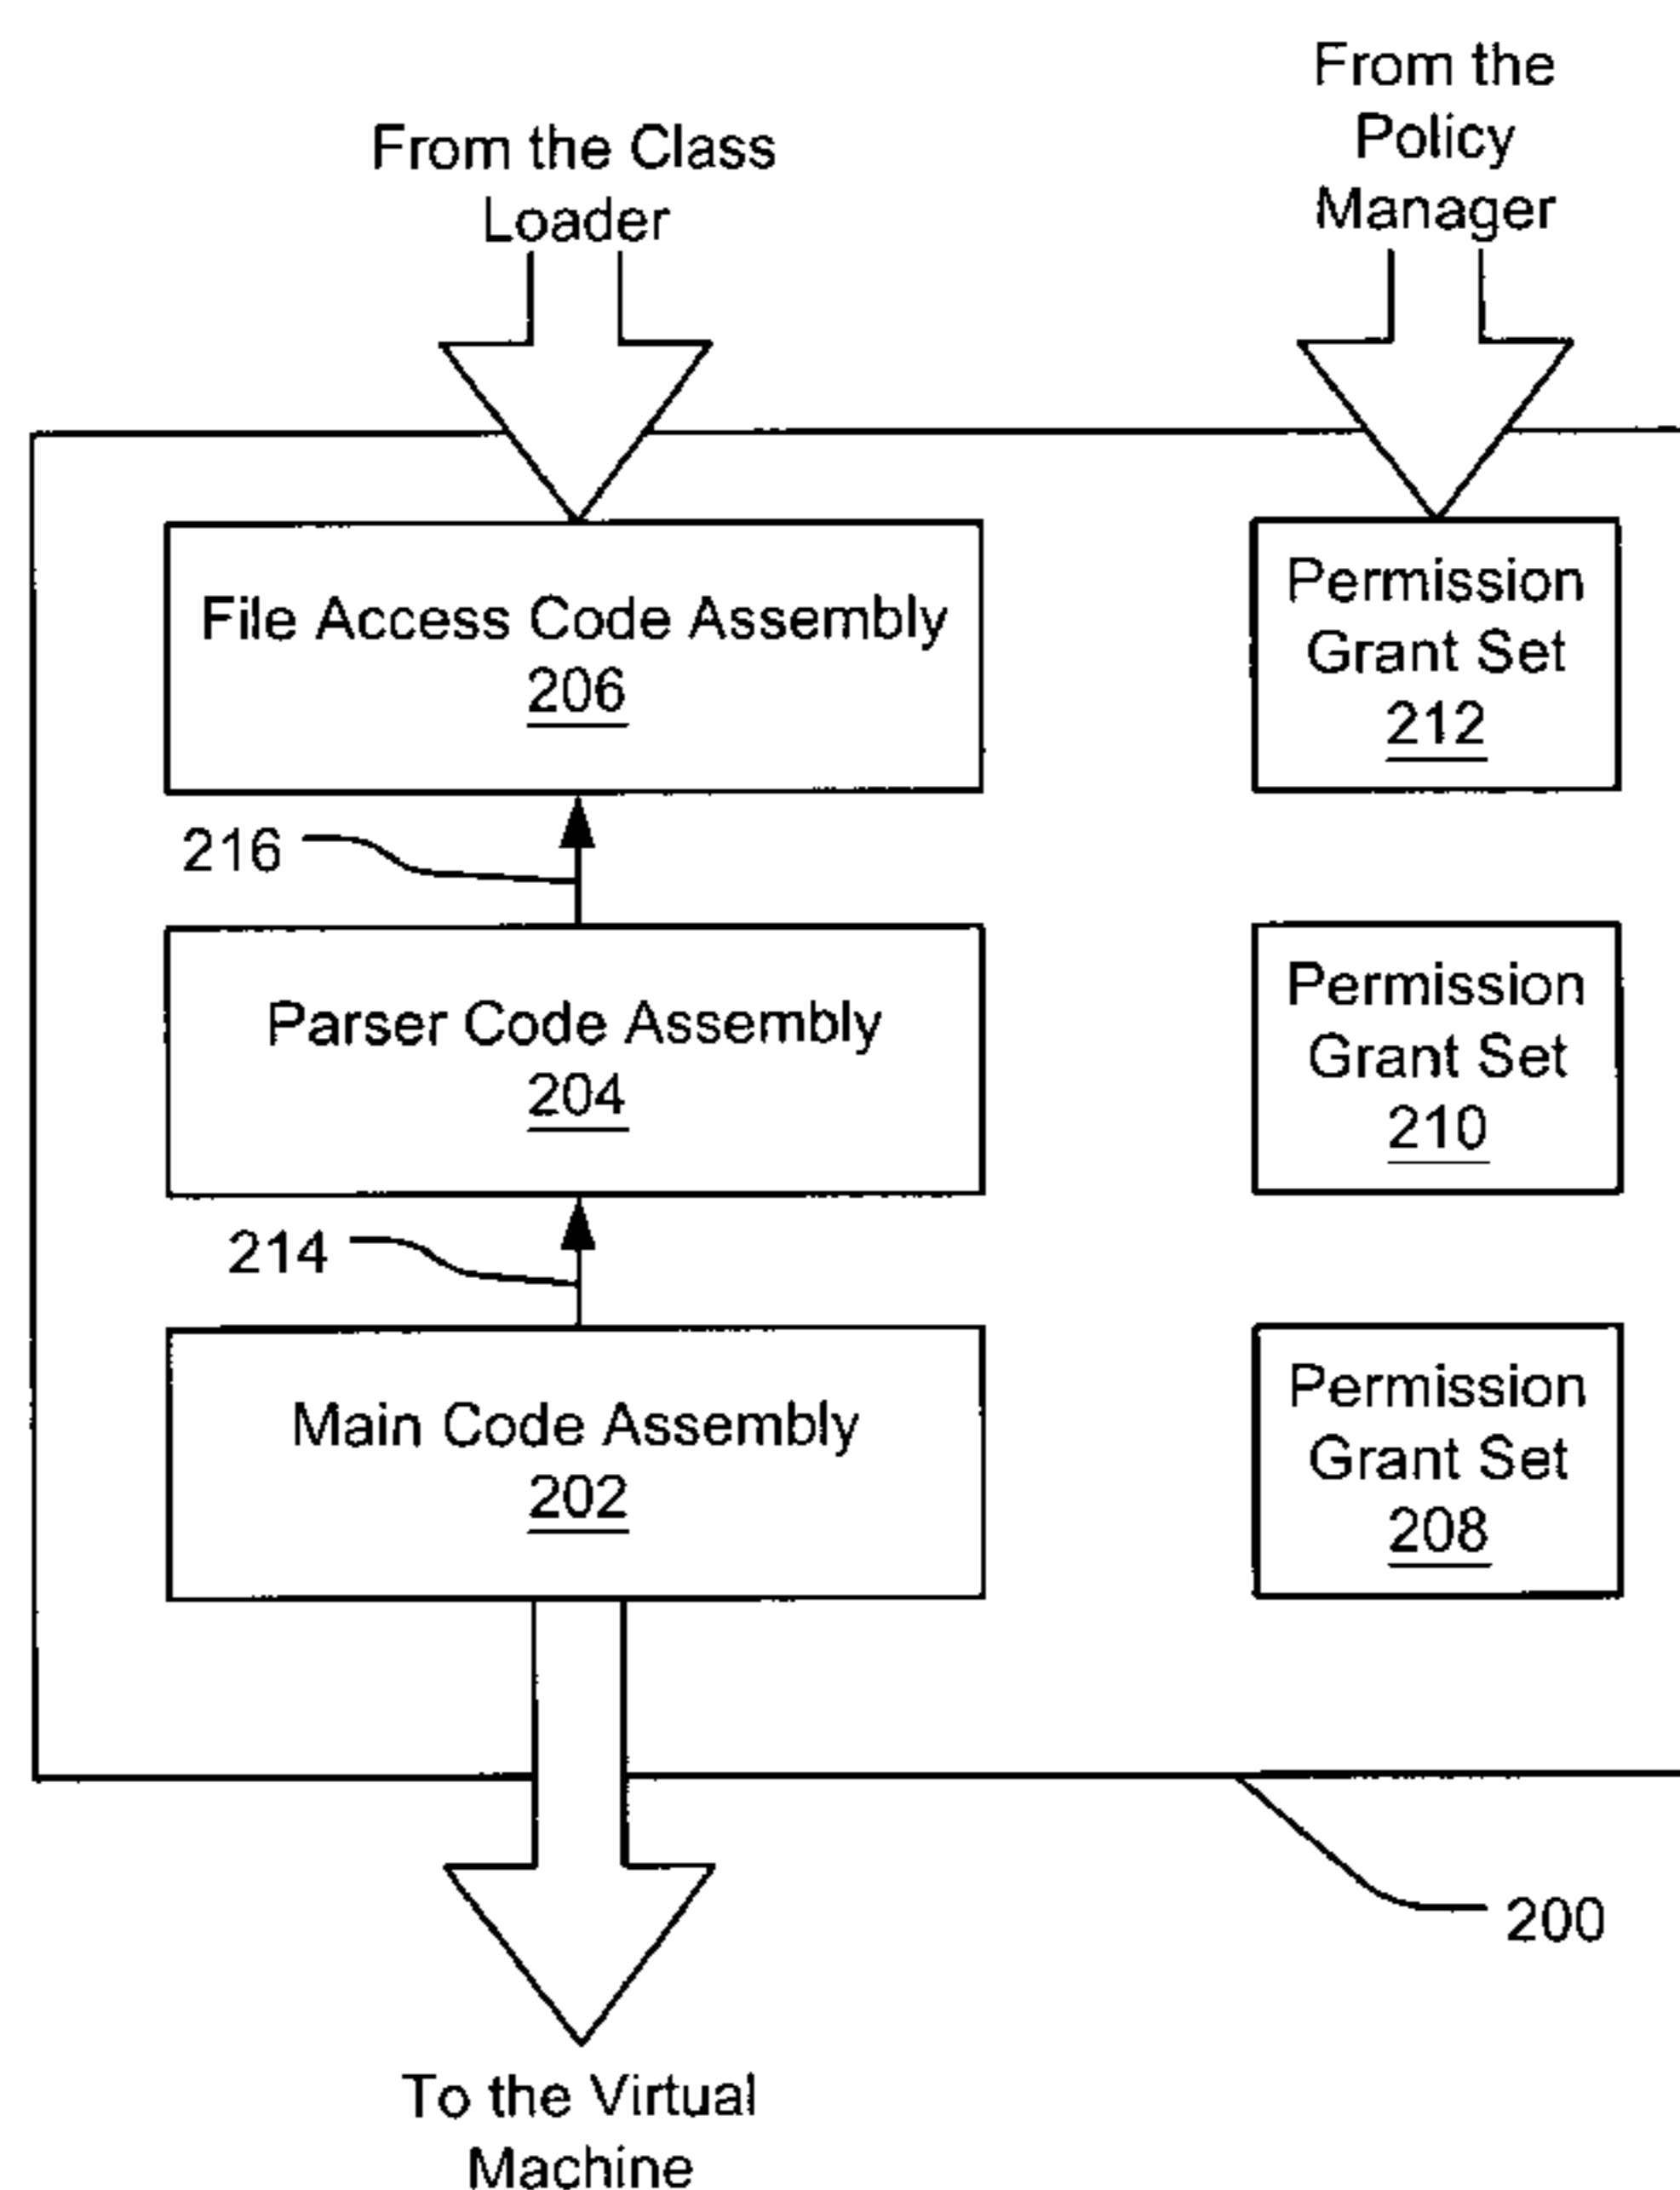 From the Class
Loader
From the
Policy
Manager
File Access Code Assembly
206
Permission
Grant Set
212
216
Parser Code Assembly
204
Permission
Grant Set
210
214
Main Code Assembly
202
Permission
Grant Set
208
200
To the Virtual
Machine